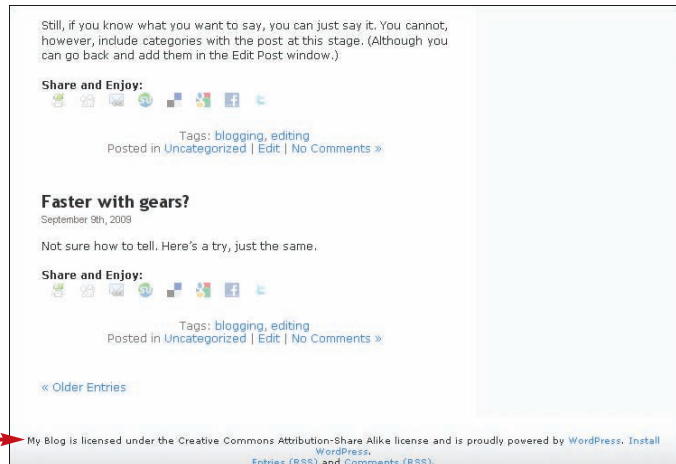 Still, if you know what you want to say, you can just say it. You cannot,
however, include categories with the post at this stage. (Although you
can go back and add them in the Edit Post window.)
Share and Enjoy:
Tags: blogging, editing
Posted in Uncategorized | Edit | No Comments »
Faster with gears?
September 9th, 2009
Not sure how to tell. Here's a try, just the same.
Share and Enjoy:
Tags: blogging, editing
Posted in Uncategorized | Edit | No Comments »
« Older Entries
My Blog is licensed under the Creative Commons Attribution-Share Alike license and is proudly powered by WordPress. Install
WordPress.
Entries (RSS) and Comments (RSS).